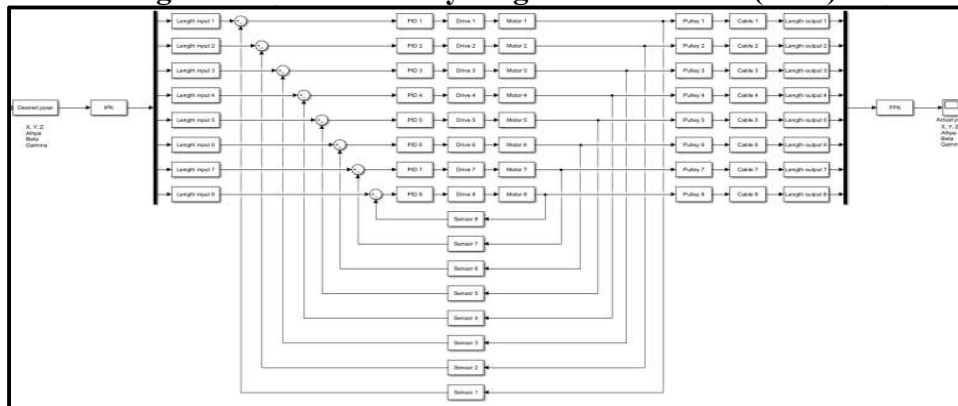 Length input 1 PID 1 Drive 1 Motor 1 Pulley 1 Cable 1 Length output 1
Length input 2 PID 2 Drive 2 Motor 2 Pulley 2 Cable 2 Length output 2
Length input 3 PID 3 Drive 3 Motor 3 Pulley 3 Cable 3 Length output 3
Length input 4 PID 4 Drive 4 Motor 4 Pulley 4 Cable 4 Length output 4
Desired pose IPK FPK
Length input 5 PID 5 Drive 5 Motor 5 Pulley 5 Cable 5 Length output 5
X, Y, Z
Alhpa
Beta
Gamma
Length input 6 PID 6 Drive 6 Motor 6 Pulley 6 Cable 6 Length output 6
Actual
X, Y, Z
Alhpa
Beta
Length input 7 PID 7 Drive 7 Motor 7 Pulley 7 Cable 7 Length output 7
Length input 8 PID 8 Drive 8 Motor 8 Pulley 8 Cable 8 Length output 8
Sensor 8
Sensor 7
Sensor 6
Sensor 5
Sensor 4
Sensor 3
Sensor 2
Sensor 1